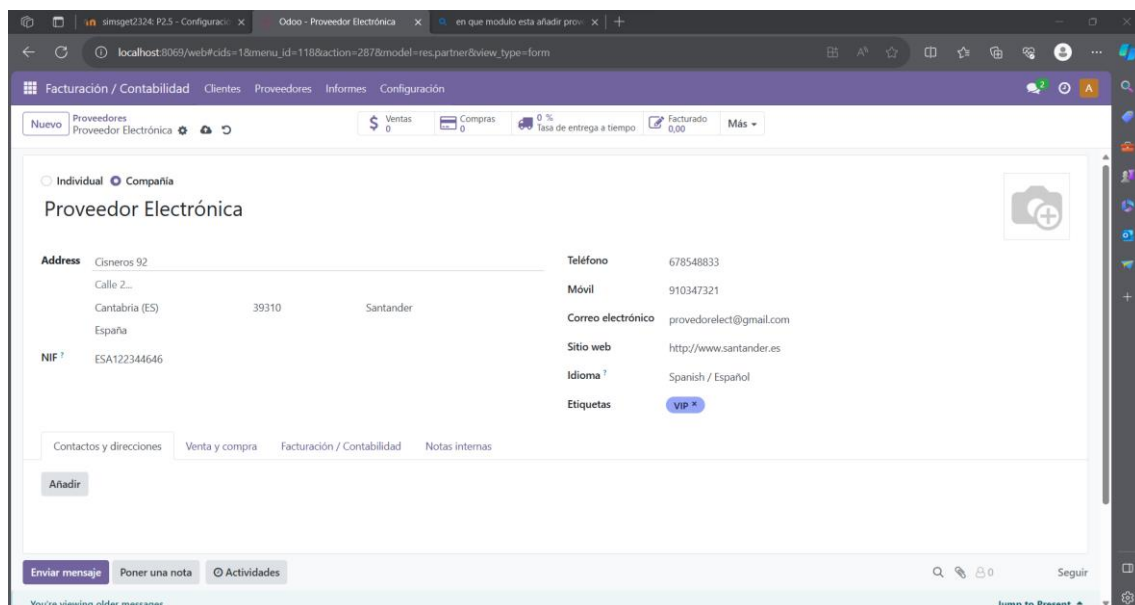 simsget2324: P2.5 - Configuració
Odoo - Proveedor Electrónica
en que modulo esta añadir prov
localhost:8069/web#cids=1&menu_id=118&action=287&model=res.partner&view_type=form
Facturación / Contabilidad Clientes Proveedores Informes Configuración 2 A
Nuevo Proveedores
Proveedor Electrónica
Ventas 0
Compras 0
0 % Tasa de entrega a tiempo
Facturado 0,00
Más
Individual Compañía
Proveedor Electrónica
Address Cisneros 92
Calle 2...
Cantabria (ES) 39310 Santander
España
NIF ? ESA122344646
Teléfono 678548833
Móvil 910347321
Correo electrónico provedorelect@gmail.com
Sitio web http://www.santander.es
Idioma ? Spanish / Español
Etiquetas VIP ×
Contactos y direcciones Venta y compra Facturación / Contabilidad Notas internas
Añadir
Enviar mensaje Poner una nota Actividades 0 Seguir
You're viewing older messages Jump to Present